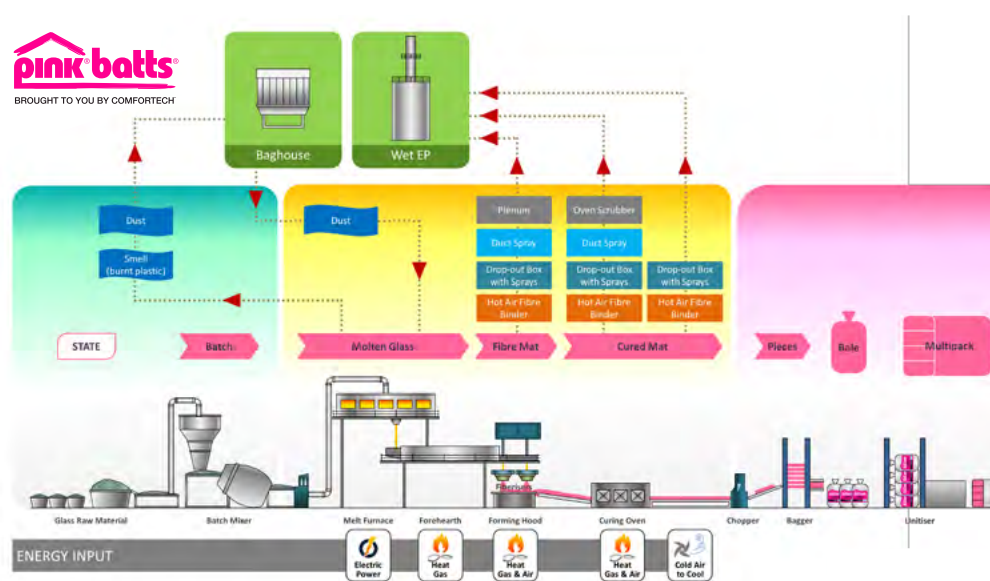 pink® batts®
BROUGHT TO YOU BY COMFORTECH
Baghouse
Wet EP
Dust
Smell
(burnt plastic)
Dust
Plenum
Duct Spray
Drop-out Box
with Sprays
Hot Air Fibre
Binder
Oven Scrubber
Duct Spray
Drop-out Box
with Sprays
Hot Air Fibre
Binder
Drop-out Box
with Sprays
Hot Air Fibre
Binder
STATE
Batch
Molten Glass
Fibre Mat
Cured Mat
Pieces
Bale
Multipack
Fiberisers
Glass Raw Material
Batch Mixer
Melt Furnace
Forehearth
Forming Hood
Curing Oven
Chopper
Bagger
Unitiser
ENERGY INPUT
Electric
Power
Heat
Gas
Heat
Gas & Air
Heat
Gas & Air
Cold Air
to Cool